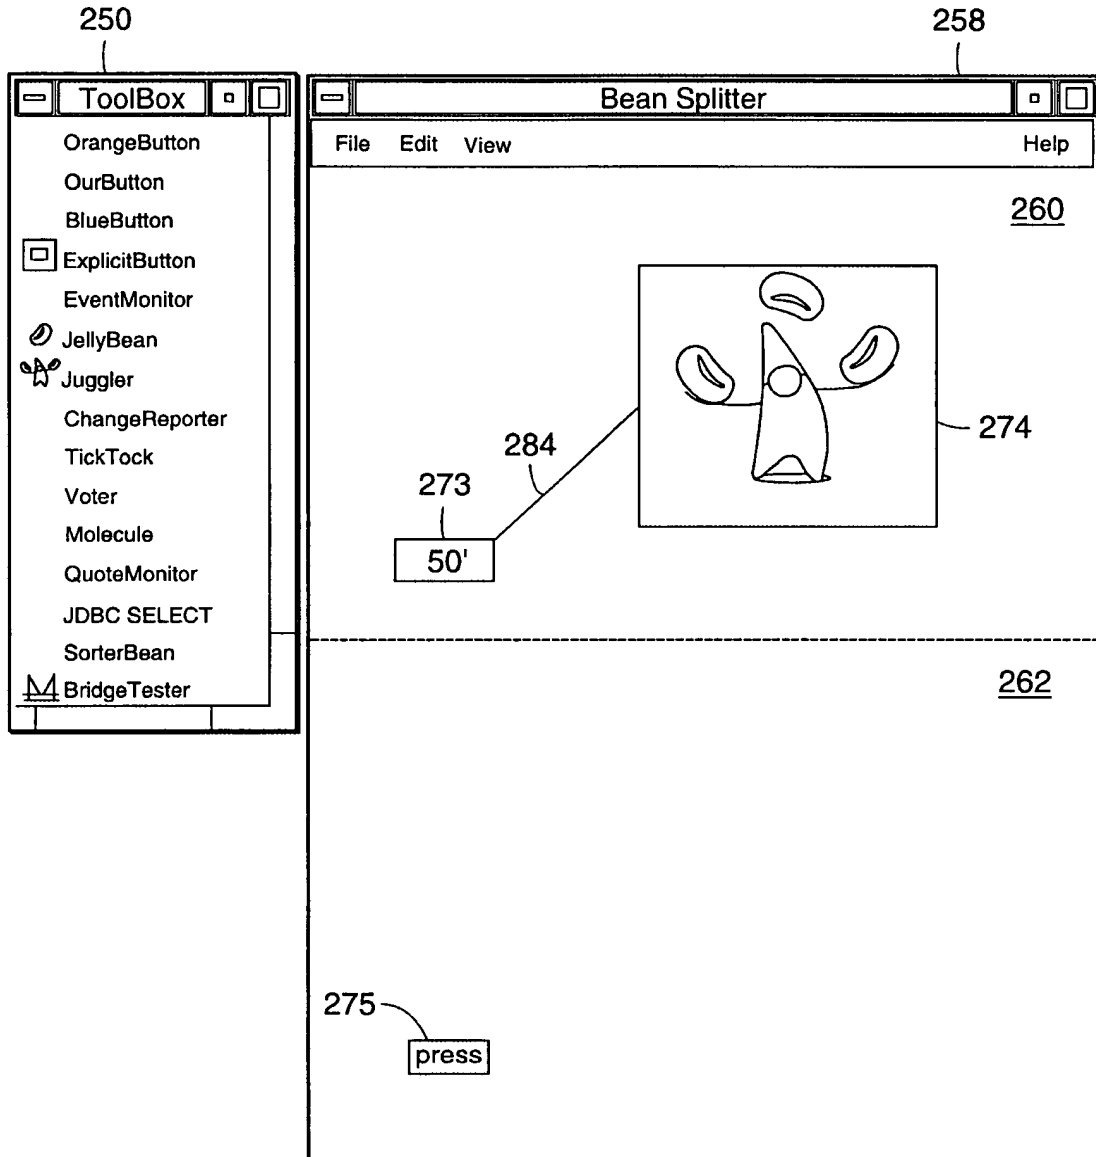 250
258
ToolBox
Bean Splitter
File Edit View Help
OrangeButton
OurButton
BlueButton
ExplicitButton
EventMonitor
JellyBean
Juggler
ChangeReporter
TickTock
Voter
Molecule
QuoteMonitor
JDBC SELECT
SorterBean
BridgeTester
260
274
284
273
50'
262
275
press